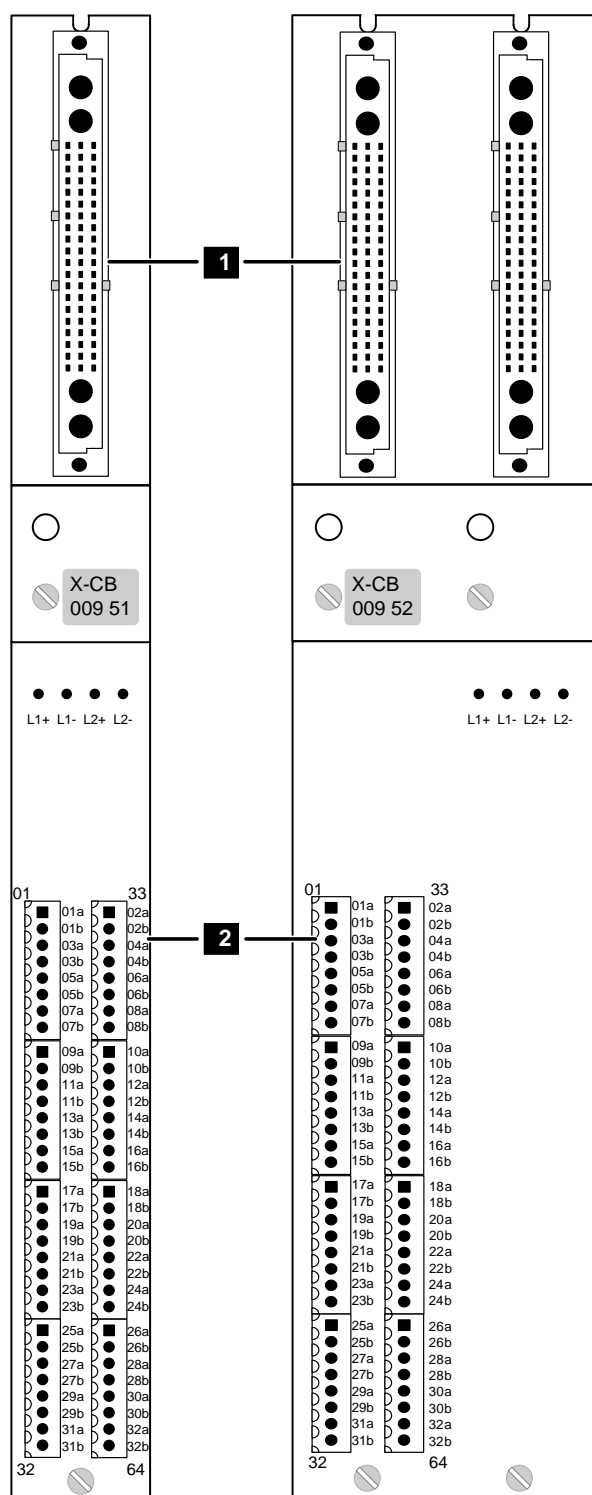 1
X-CB
009 51
X-CB
009 52
L1+ L1- L2+ L2-
L1+ L1- L2+ L2-
01 33
01a 02a
01b 02b
03a 04a
03b 04b
05a 06a
05b 06b
07a 08a
07b 08b
09a 10a
09b 10b
11a 12a
11b 12b
13a 14a
13b 14b
15a 16a
15b 16b
17a 18a
17b 18b
19a 20a
19b 20b
21a 22a
21b 22b
23a 24a
23b 24b
25a 26a
25b 26b
27a 28a
27b 28b
29a 30a
29b 30b
31a 32a
31b 32b
32 64
2
01 33
01a 02a
01b 02b
03a 04a
03b 04b
05a 06a
05b 06b
07a 08a
07b 08b
09a 10a
09b 10b
11a 12a
11b 12b
13a 14a
13b 14b
15a 16a
15b 16b
17a 18a
17b 18b
19a 20a
19b 20b
21a 22a
21b 22b
23a 24a
23b 24b
25a 26a
25b 26b
27a 28a
27b 28b
29a 30a
29b 30b
31a 32a
31b 32b
32 64